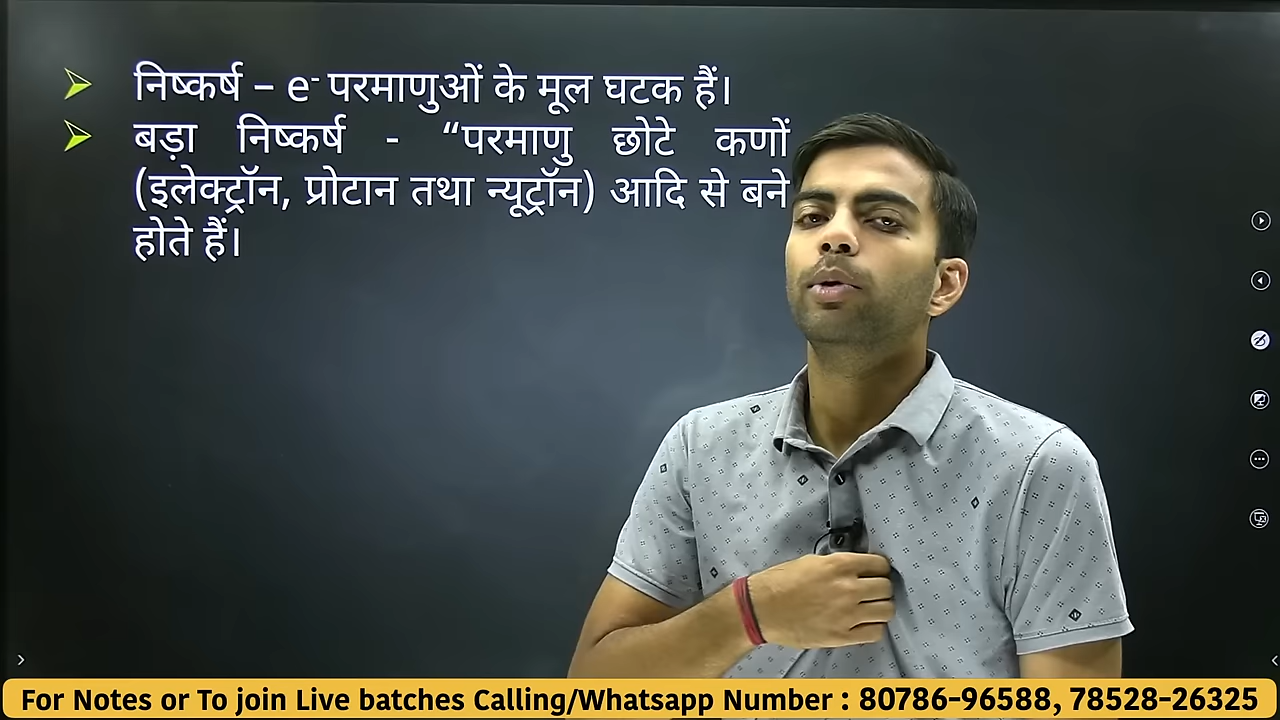 निष्कर्ष – e- परमाणुओं के मूल घटक हैं।
बड़ा निष्कर्ष - “परमाणु छोटे कणों
(इलेक्ट्रॉन, प्रोटान तथा न्यूट्रॉन) आदि से बने
होते हैं।
For Notes or To join Live batches Calling/Whatsapp Number : 80786-96588, 78528-26325